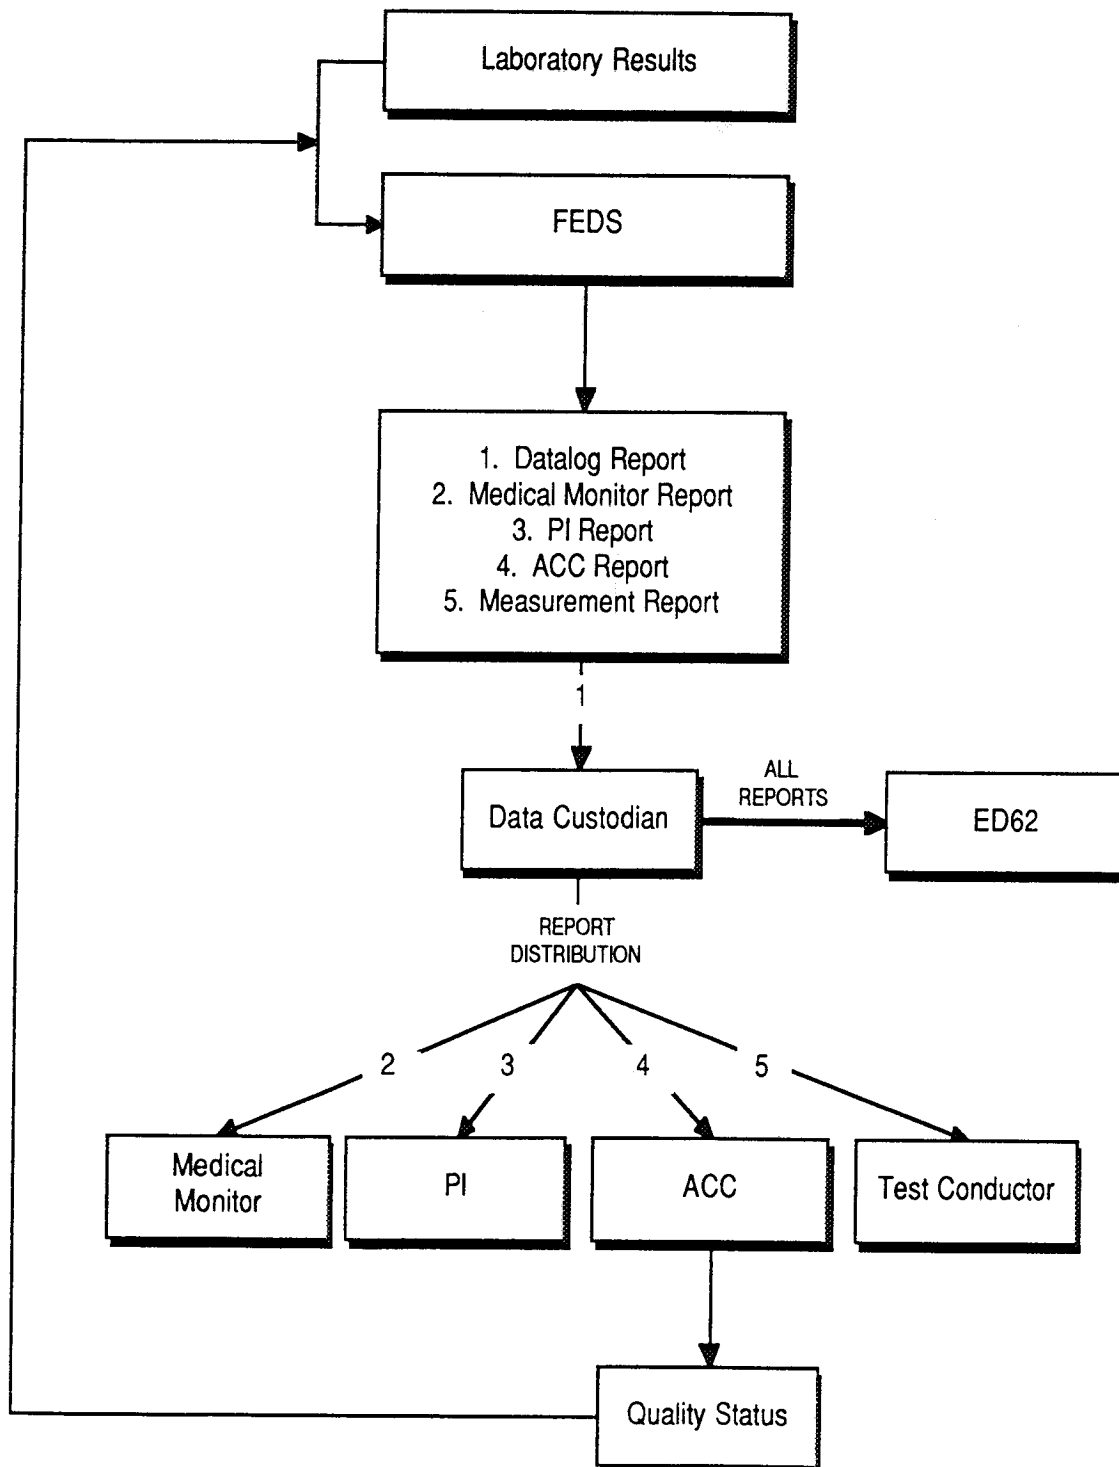 Laboratory Results
FEDS
1. Datalog Report
2. Medical Monitor Report
3. PI Report
4. ACC Report
5. Measurement Report
1
Data Custodian
ALL
REPORTS
ED62
REPORT
DISTRIBUTION
2
3
4
5
Medical
Monitor
PI
ACC
Test Conductor
Quality Status